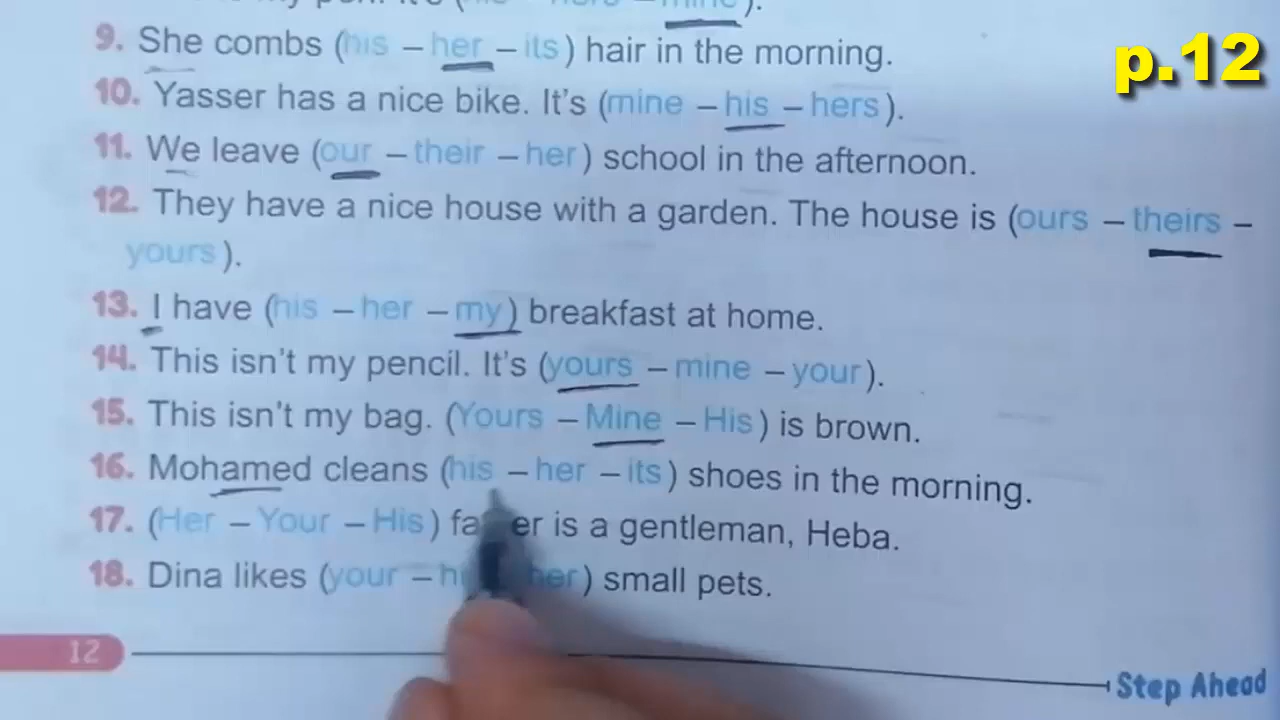 my pen. It's ( – – mine ).
p.12
9. She combs (his – her – its) hair in the morning.
10. Yasser has a nice bike. It's (mine – his – hers).
11. We leave (our – their – her) school in the afternoon.
12. They have a nice house with a garden. The house is (ours – theirs –
yours).
13. I have (his – her – my) breakfast at home.
14. This isn't my pencil. It's (yours – mine – your).
15. This isn't my bag. (Yours – Mine – His) is brown.
16. Mohamed cleans (his – her – its) shoes in the morning.
17. (Her – Your – His) is a gentleman, Heba.
18. Dina likes (your – her) small pets.
12
Step Ahead